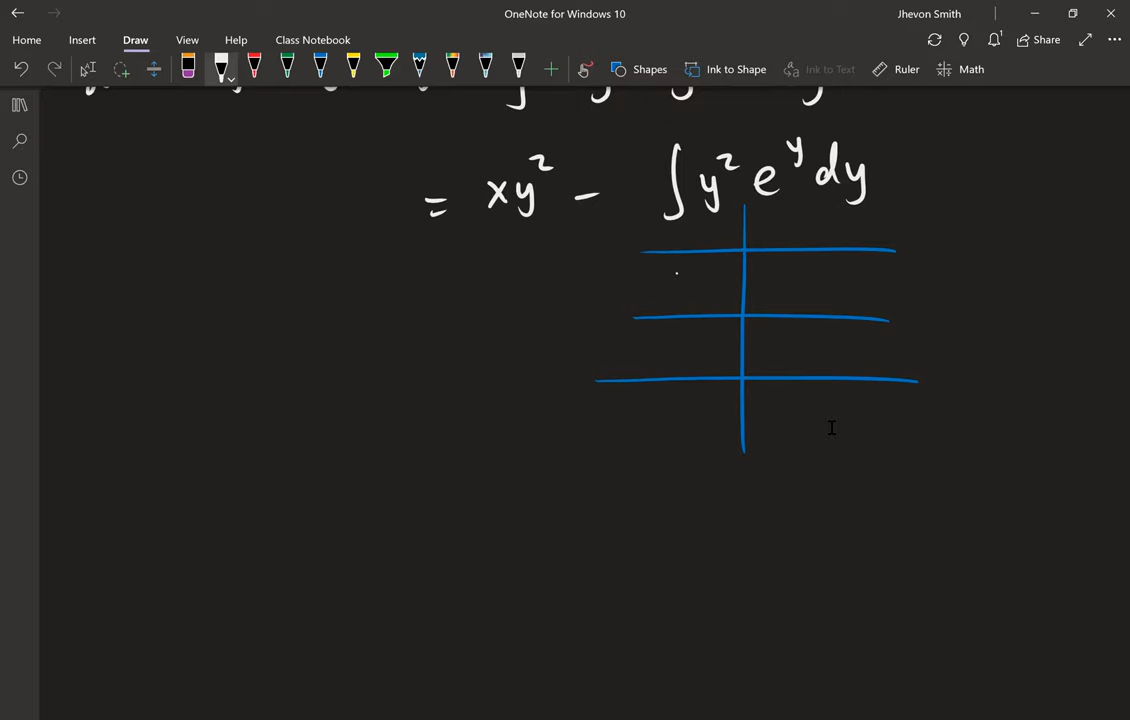 OneNote for Windows 10
Jhevon Smith
Home Insert Draw View Help Class Notebook
Share
Shapes Ink to Shape Ink to Text Ruler Math
= xy² - ∫ y² e^y dy